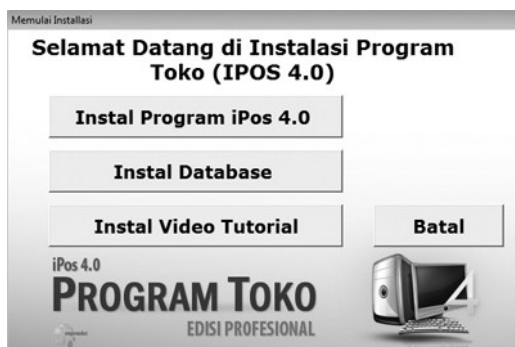 Memulai Installasi
Selamat Datang di Instalasi Program
Toko (IPOS 4.0)
Instal Program iPos 4.0
Instal Database
Instal Video Tutorial
Batal
iPos 4.0
PROGRAM TOKO
EDISI PROFESIONAL
4